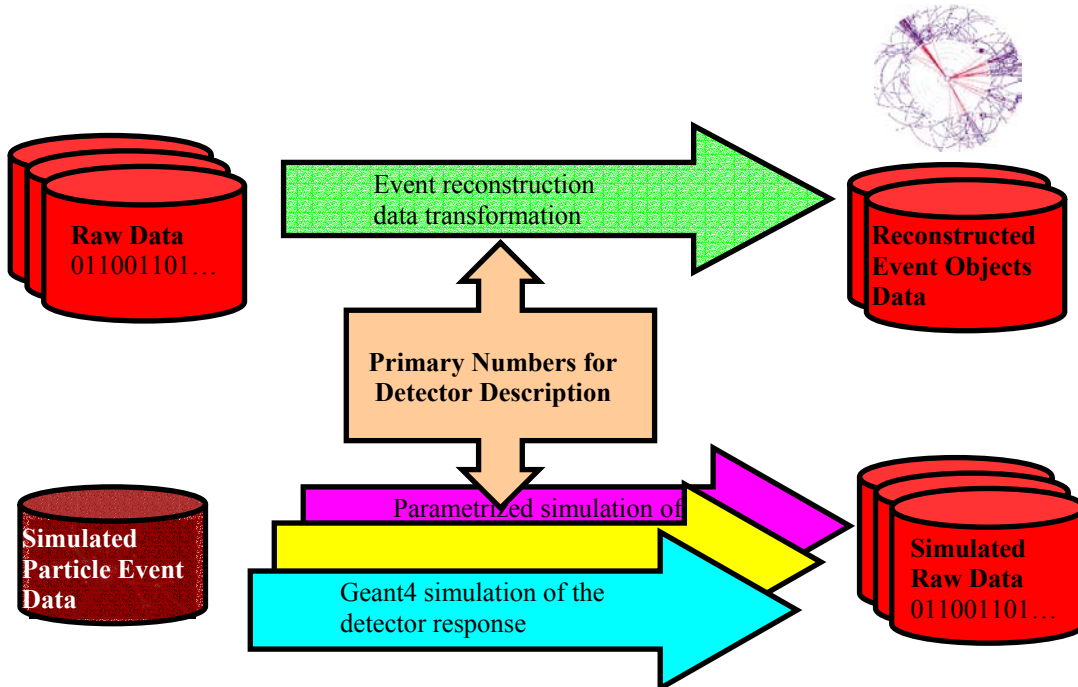 Event reconstruction
data transformation
Raw Data
011001101…
Reconstructed
Event Objects
Data
Primary Numbers for
Detector Description
Parametrized simulation of
Simulated
Particle Event
Data
Geant4 simulation of the
detector response
Simulated
Raw Data
011001101…